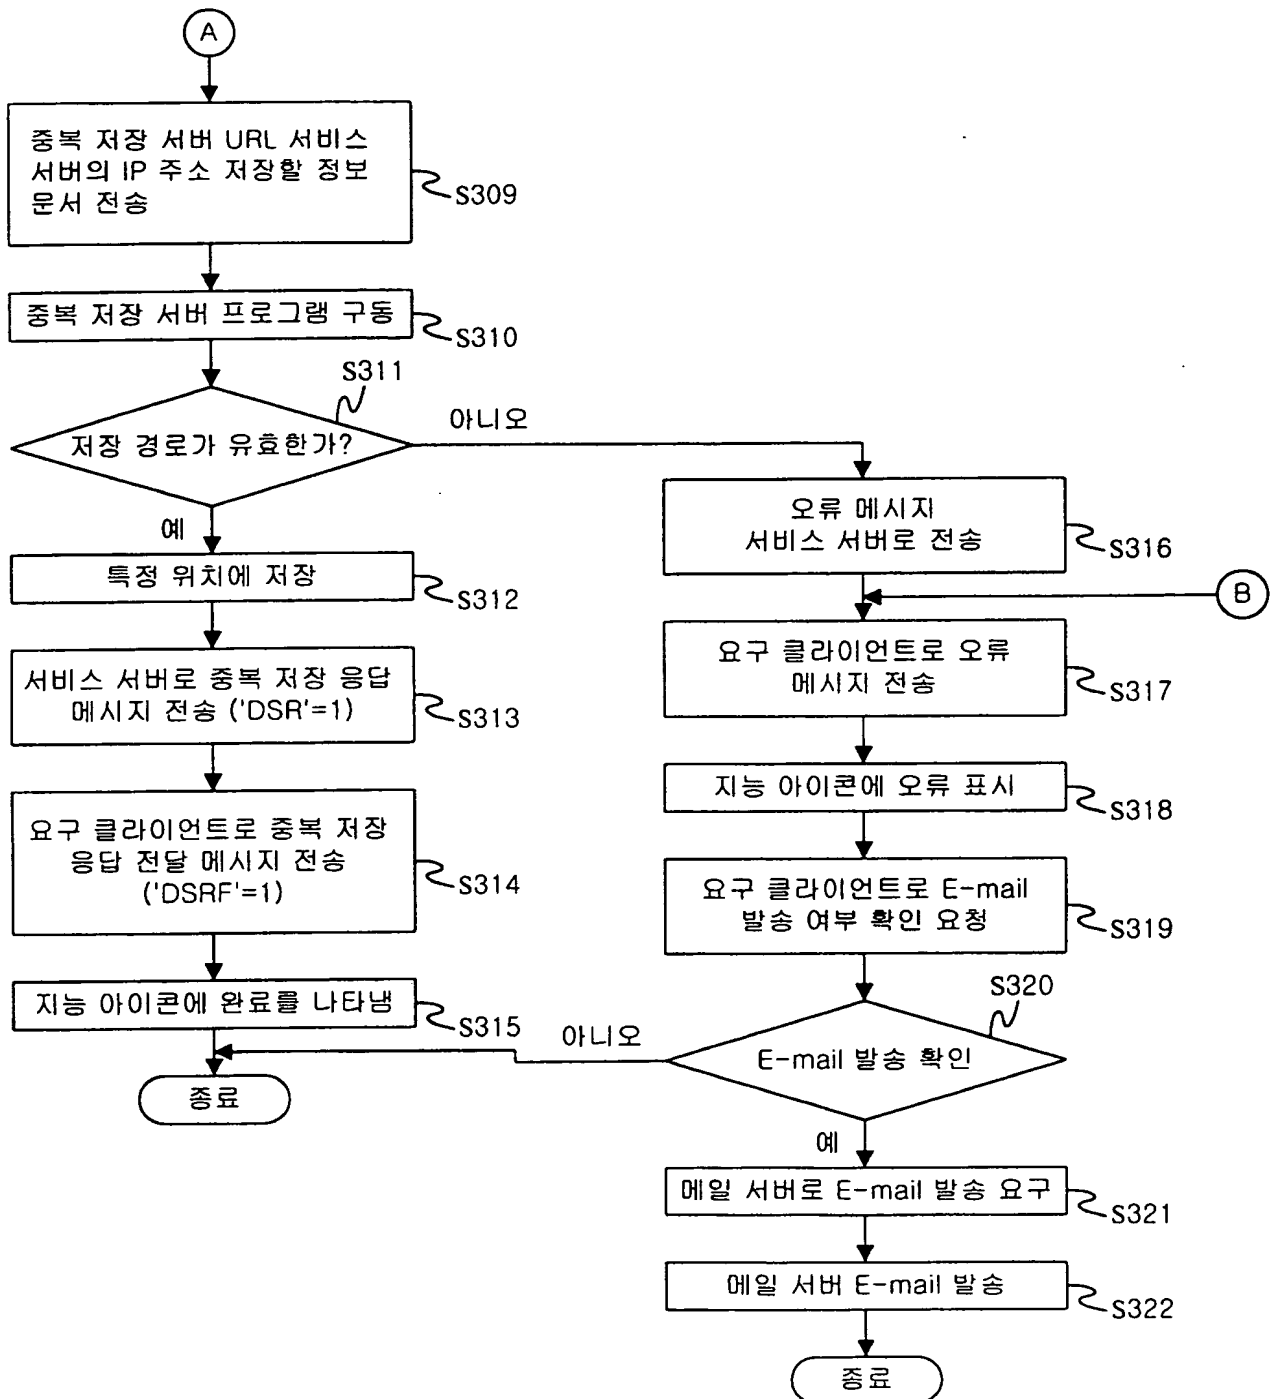 A
중복 저장 서버 URL 서비스
서버의 IP 주소 저장할 정보
문서 전송
S309
중복 저장 서버 프로그램 구동
S310
S311
저장 경로가 유효한가?
아니오
예
특정 위치에 저장
S312
서비스 서버로 중복 저장 응답
메시지 전송 ('DSR'=1)
S313
요구 클라이언트로 중복 저장
응답 전달 메시지 전송
('DSRF'=1)
S314
지능 아이콘에 완료를 나타냄
S315
종료
오류 메시지
서비스 서버로 전송
S316
B
요구 클라이언트로 오류
메시지 전송
S317
지능 아이콘에 오류 표시
S318
요구 클라이언트로 E-mail
발송 여부 확인 요청
S319
S320
E-mail 발송 확인
아니오
예
메일 서버로 E-mail 발송 요구
S321
메일 서버 E-mail 발송
S322
종료